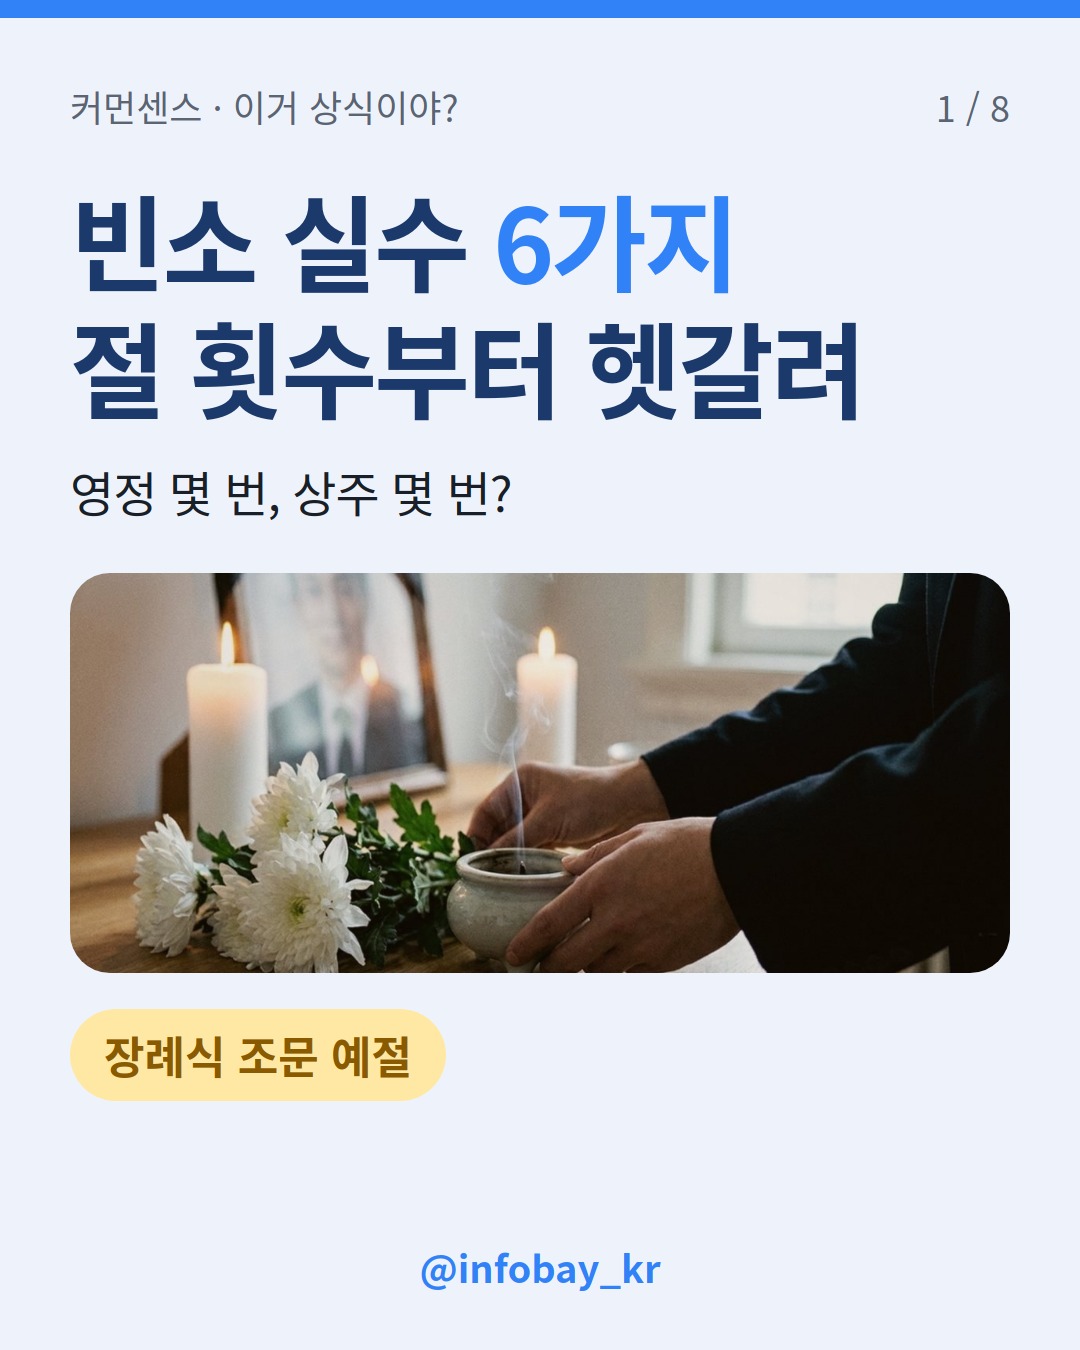 커먼센스 · 이거 상식이야?
1 / 8
빈소 실수 6가지
절 횟수부터 헷갈려
영정 몇 번, 상주 몇 번?
장례식 조문 예절
@infobay_kr